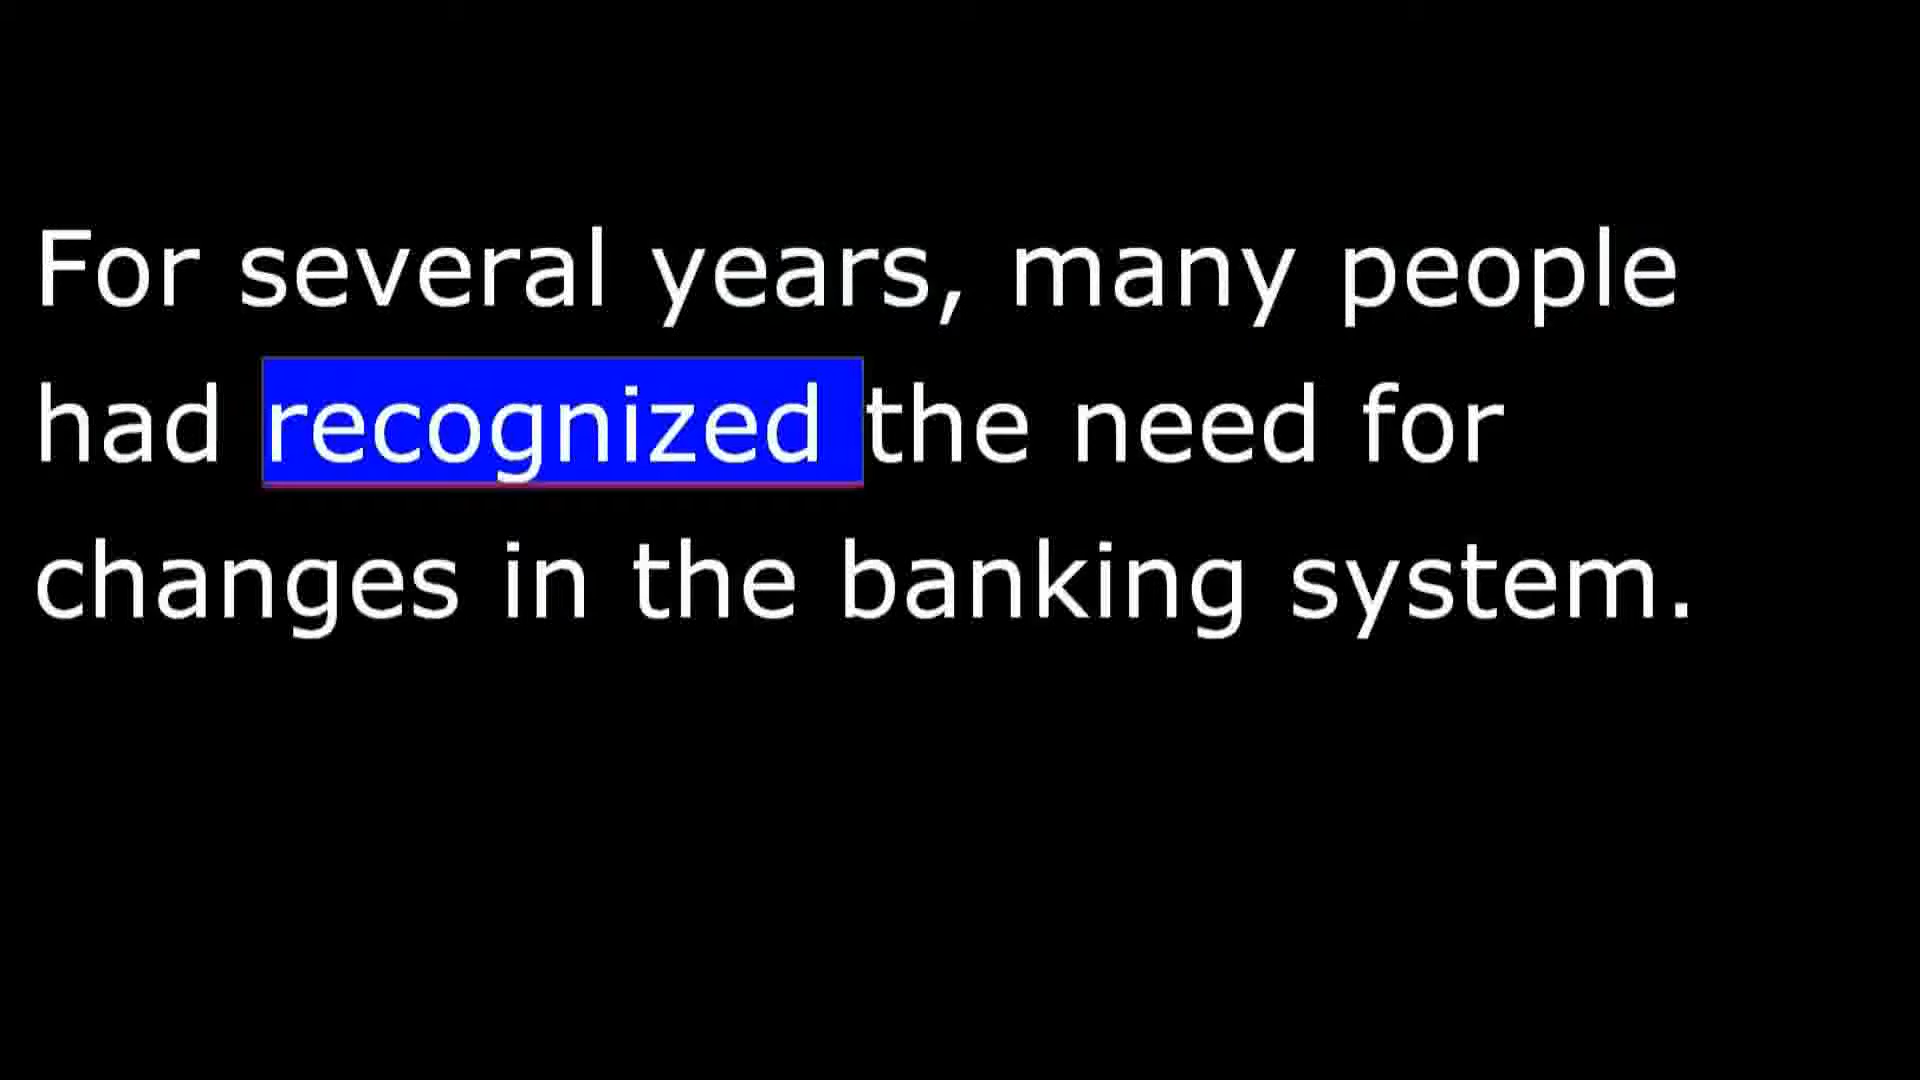 For several years, many people
had recognized the need for
changes in the banking system.